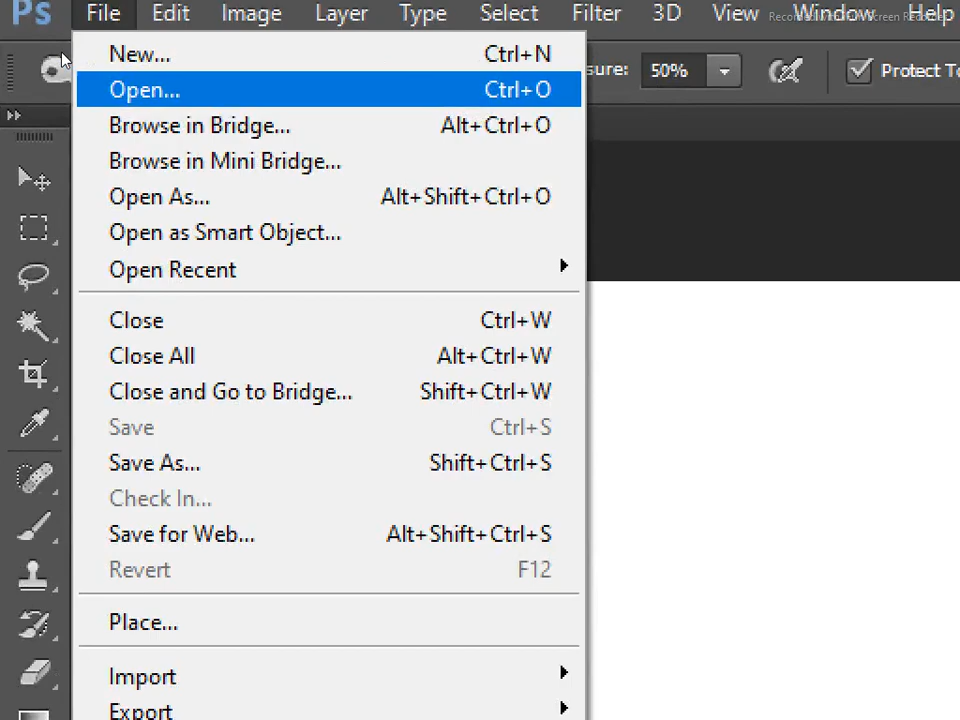 Ps File Edit Image Layer Type Select Filter 3D View Window Help
New... Ctrl+N
sure: 50% Protect To
Open... Ctrl+O
Browse in Bridge... Alt+Ctrl+O
Browse in Mini Bridge...
Open As... Alt+Shift+Ctrl+O
Open as Smart Object...
Open Recent
Close Ctrl+W
Close All Alt+Ctrl+W
Close and Go to Bridge... Shift+Ctrl+W
Save Ctrl+S
Save As... Shift+Ctrl+S
Check In...
Save for Web... Alt+Shift+Ctrl+S
Revert F12
Place...
Import
Export